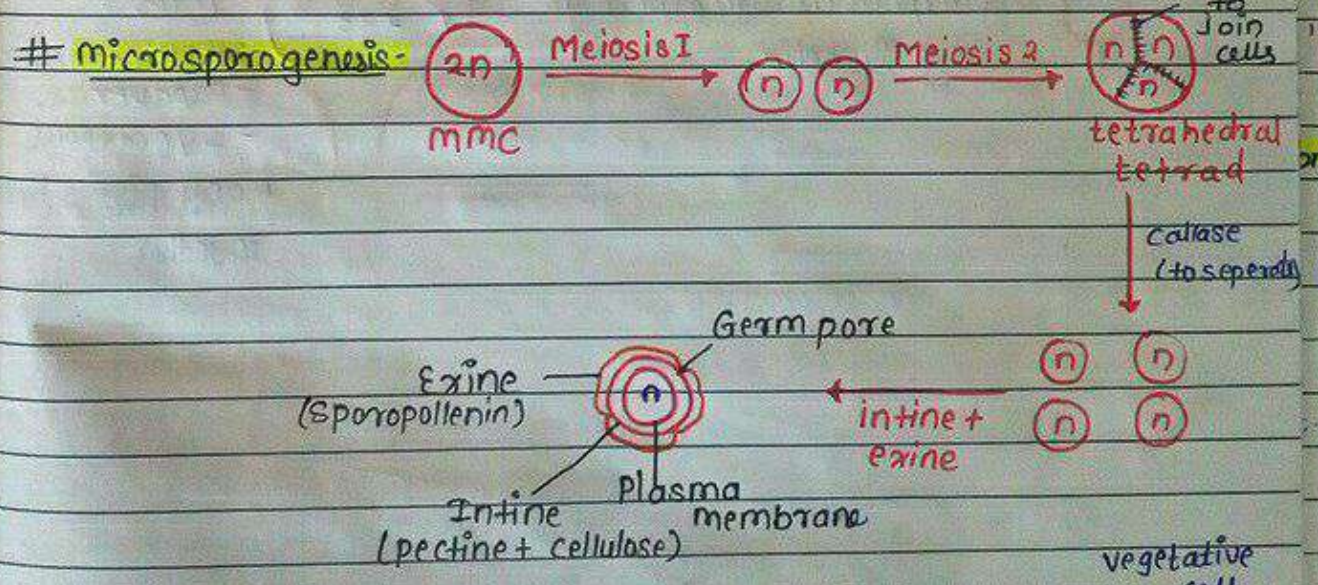 # Microsporogenesis-
2n
MMC
Meiosis I
n n
Meiosis 2
n n
n
to
Join
cells
tetrahedral
tetrad
callase
(to seperate)
n n
n n
intine +
exine
Germ pore
n
Exine
(Sporopollenin)
Plasma
membrane
Intine
(pectine + cellulose)
vegetative